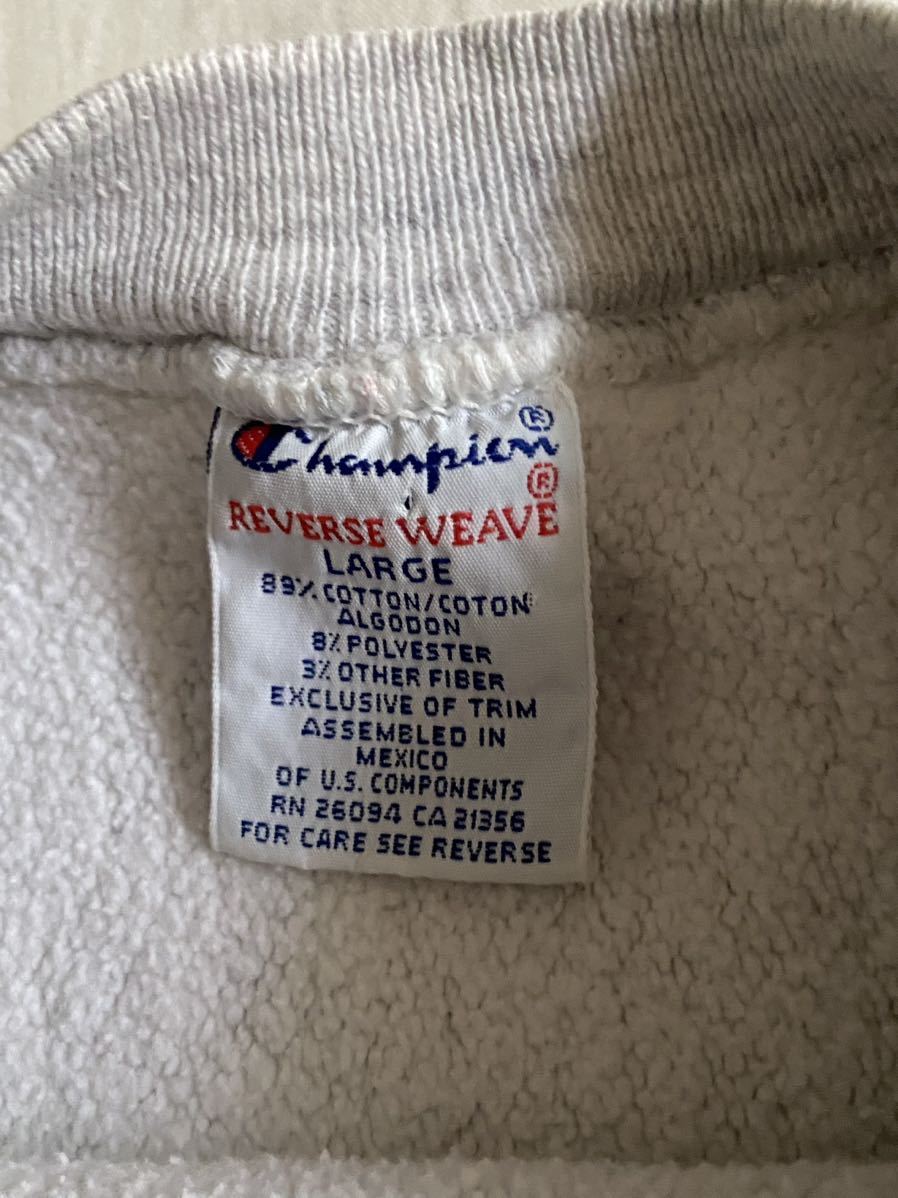 Champion®
REVERSE WEAVE®
LARGE
89% COTTON/COTON
ALGODON
8% POLYESTER
3% OTHER FIBER
EXCLUSIVE OF TRIM
ASSEMBLED IN
MEXICO
OF U.S. COMPONENTS
RN 26094 CA 21356
FOR CARE SEE REVERSE